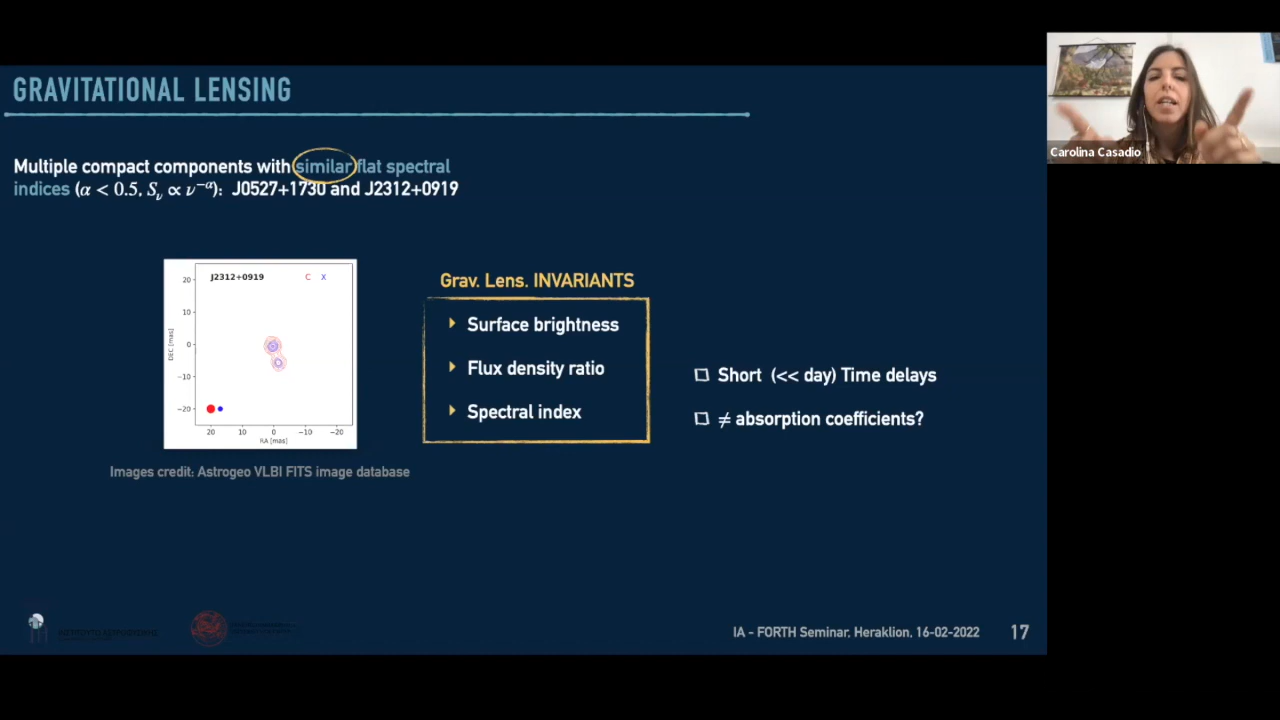 GRAVITATIONAL LENSING
Multiple compact components with similar flat spectral
indices (α < 0.5, Sν ∝ ν^−α): J0527+1730 and J2312+0919
Carolina Casadio
J2312+0919 C X
20
10
0
−10
−20
DEC [mas]
20 10 0 −10 −20
RA [mas]
Images credit: Astrogeo VLBI FITS image database
Grav. Lens. INVARIANTS
Surface brightness
Flux density ratio
Spectral index
Short (<< day) Time delays
≠ absorption coefficients?
IA - FORTH Seminar, Heraklion, 16-02-2022 17